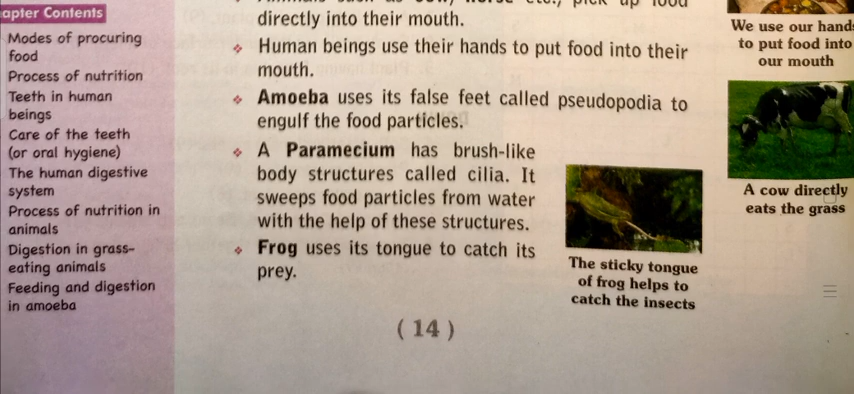 apter Contents
Modes of procuring
food
Process of nutrition
Teeth in human
beings
Care of the teeth
(or oral hygiene)
The human digestive
system
Process of nutrition in
animals
Digestion in grass-
eating animals
Feeding and digestion
in amoeba
directly into their mouth.
❖ Human beings use their hands to put food into their
mouth.
❖ Amoeba uses its false feet called pseudopodia to
engulf the food particles.
❖ A Paramecium has brush-like
body structures called cilia. It
sweeps food particles from water
with the help of these structures.
❖ Frog uses its tongue to catch its
prey.
The sticky tongue
of frog helps to
catch the insects
We use our hands
to put food into
our mouth
A cow directly
eats the grass
( 14 )